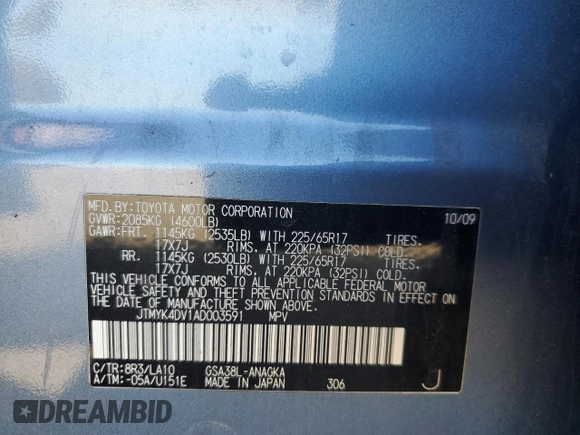 MFD.BY:TOYOTA MOTOR CORPORATION 10/09
GVWR:2085KG (4600LB)
GAWR:FRT. 1145KG (2535LB) WITH 225/65R17 TIRES.
17X7J RIMS, AT 220KPA (32PSI) COLD.
RR. 1145KG (2530LB) WITH 225/65R17 TIRES.
17X7J RIMS, AT 220KPA (32PSI) COLD.
THIS VEHICLE CONFORMS TO ALL APPLICABLE FEDERAL MOTOR
VEHICLE SAFETY AND THEFT PREVENTION STANDARDS IN EFFECT ON
THE DATE OF MANUFACTURE SHOWN ABOVE.
JTMYK4DV1AD003591 MPV
C/TR:8R3/LA10 GSA38L-ANAGKA
A/TM:-05A/U151E MADE IN JAPAN 306 J
DREAMBID